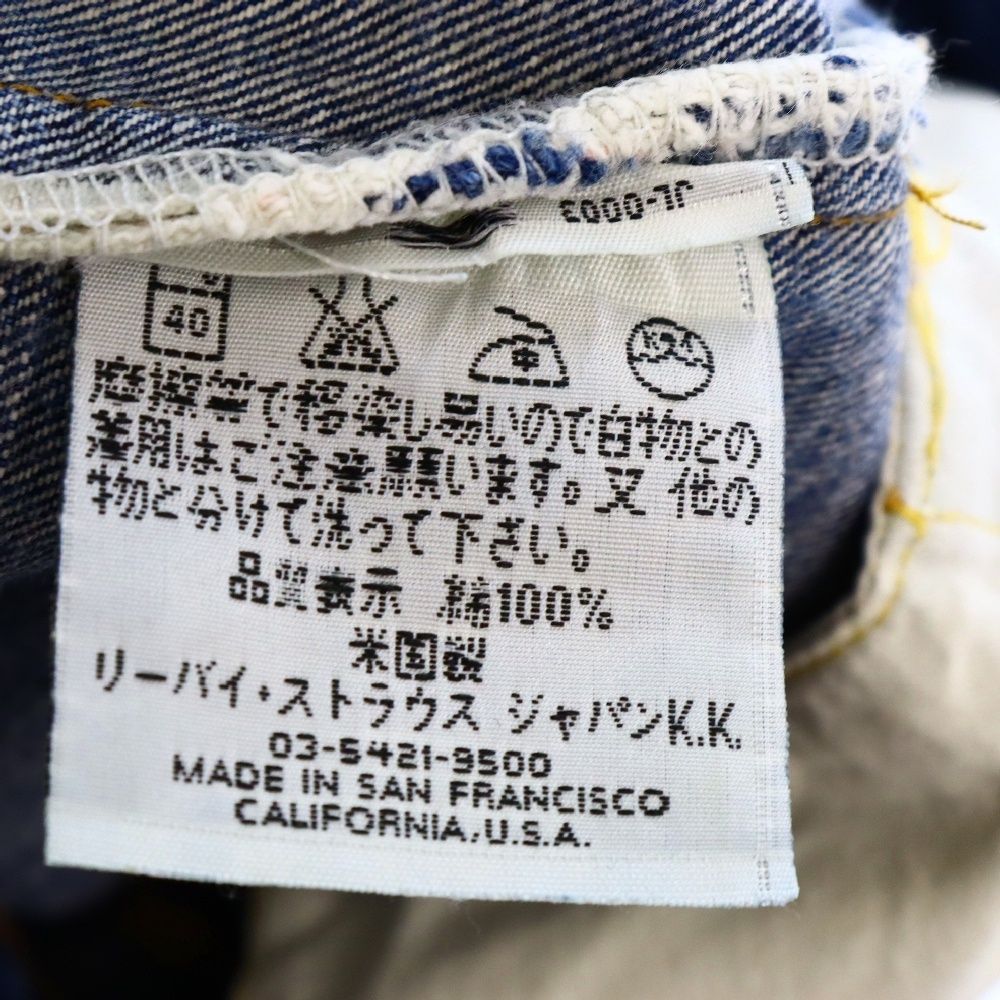 JL-0003
40
摩擦等で移染し易いので白物との
着用はご注意願います。又 他の
物と分けて洗って下さい。
品質表示 綿100%
米国製
リーバイ・ストラウス ジャパンK.K.
03-5421-9500
MADE IN SAN FRANCISCO
CALIFORNIA,U.S.A.